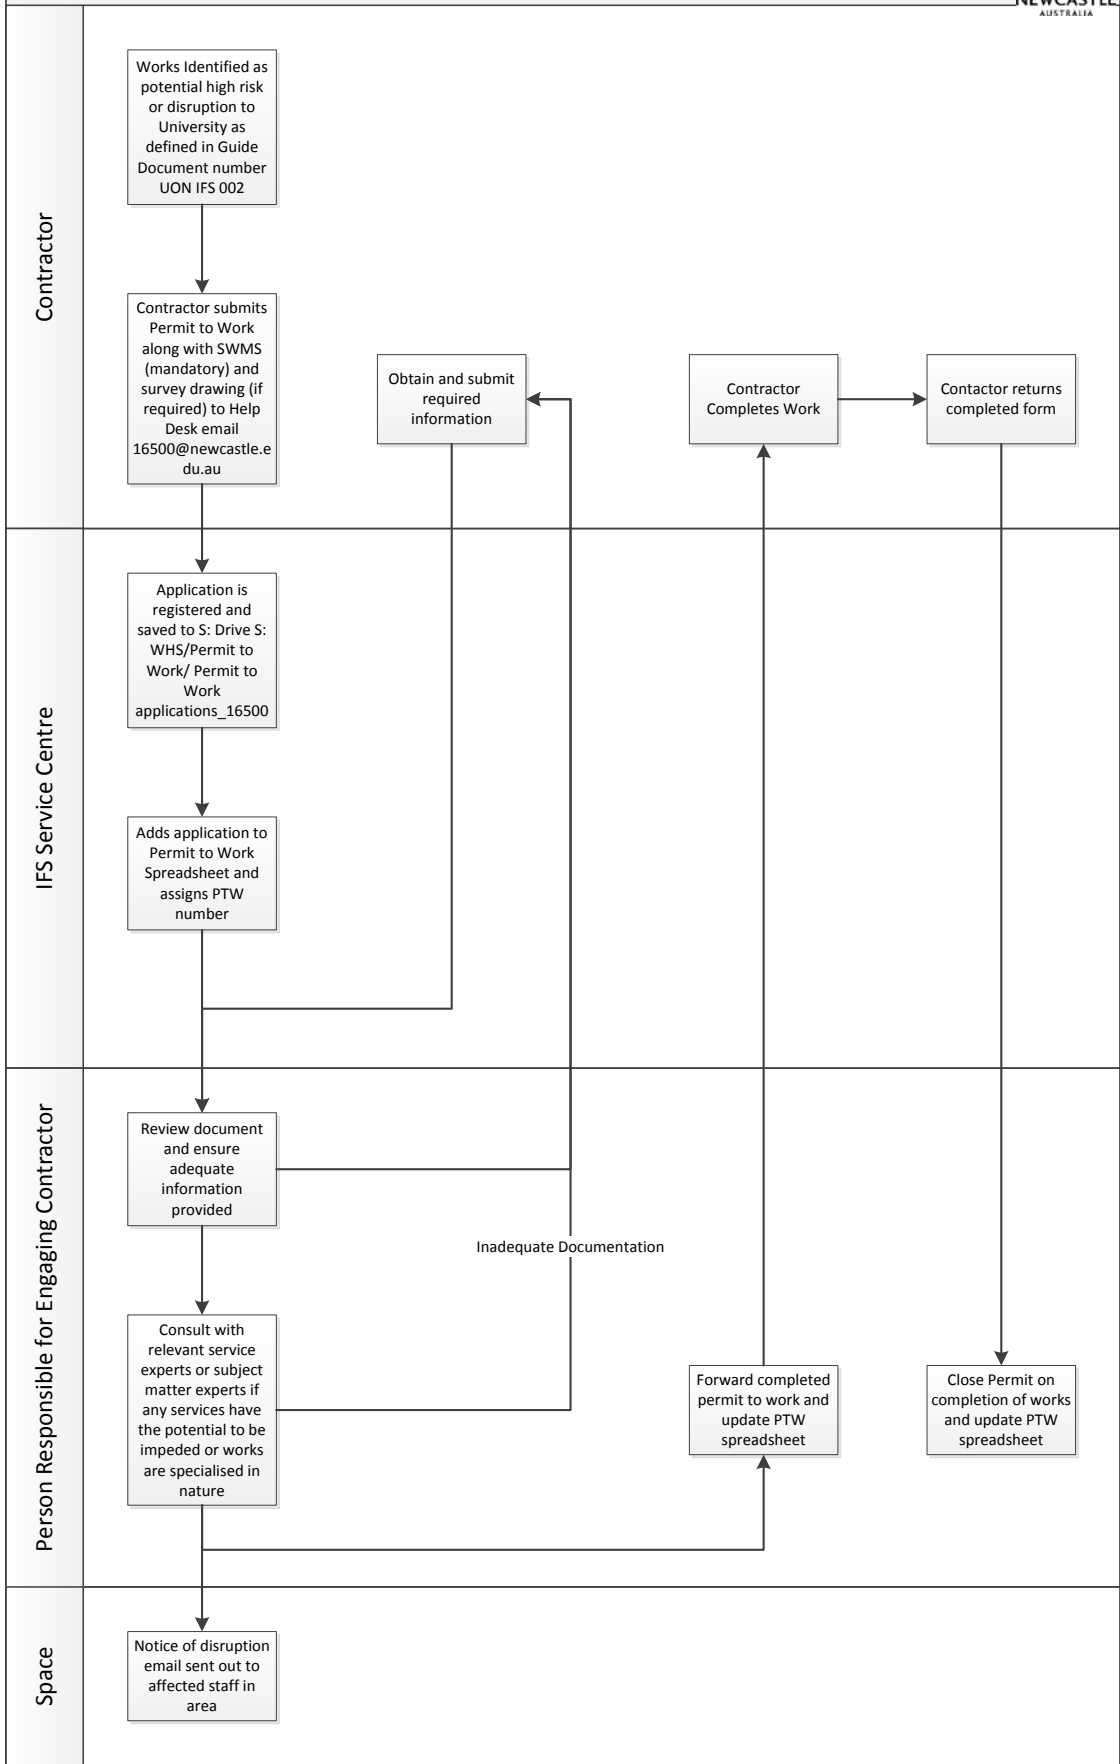 NEWCASTLE
AUSTRALIA
Contractor
Works Identified as
potential high risk
or disruption to
University as
defined in Guide
Document number
UON IFS 002
Contractor submits
Permit to Work
along with SWMS
(mandatory) and
survey drawing (if
required) to Help
Desk email
16500@newcastle.e
du.au
Obtain and submit
required
information
Contractor
Completes Work
Contactor returns
completed form
IFS Service Centre
Application is
registered and
saved to S: Drive S:
WHS/Permit to
Work/ Permit to
Work
applications_16500
Adds application to
Permit to Work
Spreadsheet and
assigns PTW
number
Person Responsible for Engaging Contractor
Review document
and ensure
adequate
information
provided
Inadequate Documentation
Consult with
relevant service
experts or subject
matter experts if
any services have
the potential to be
impeded or works
are specialised in
nature
Forward completed
permit to work and
update PTW
spreadsheet
Close Permit on
completion of works
and update PTW
spreadsheet
Space
Notice of disruption
email sent out to
affected staff in
area